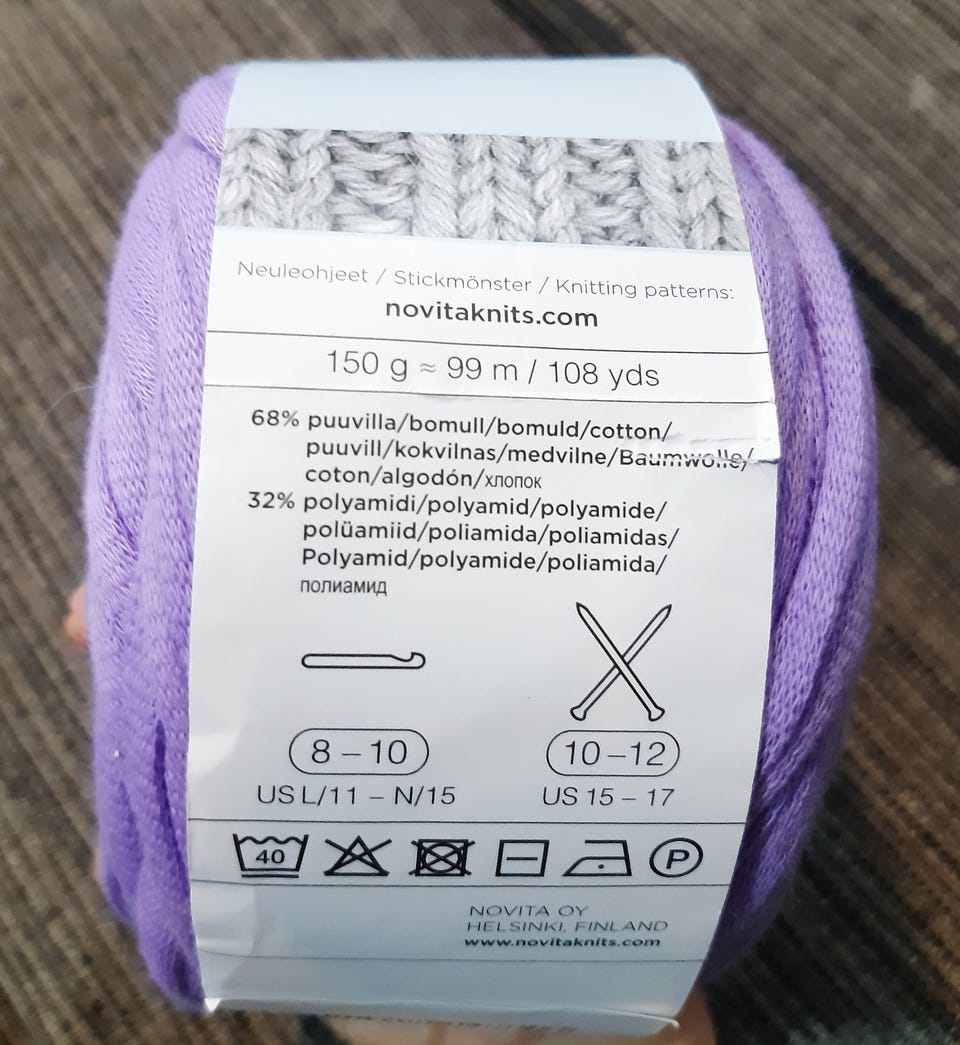 Neuleohjeet / Stickmönster / Knitting patterns:
novitaknits.com
150 g ≈ 99 m / 108 yds
68% puuvilla/bomull/bomuld/cotton/
puuvill/kokvilnas/medvilne/Baumwolle/
coton/algodón/хлопок
32% polyamidi/polyamid/polyamide/
polüamiid/poliamida/poliamidas/
Polyamid/polyamide/poliamida/
полиамид
8 – 10 10 – 12
US L/11 – N/15 US 15 – 17
40 P
NOVITA OY
HELSINKI, FINLAND
www.novitaknits.com